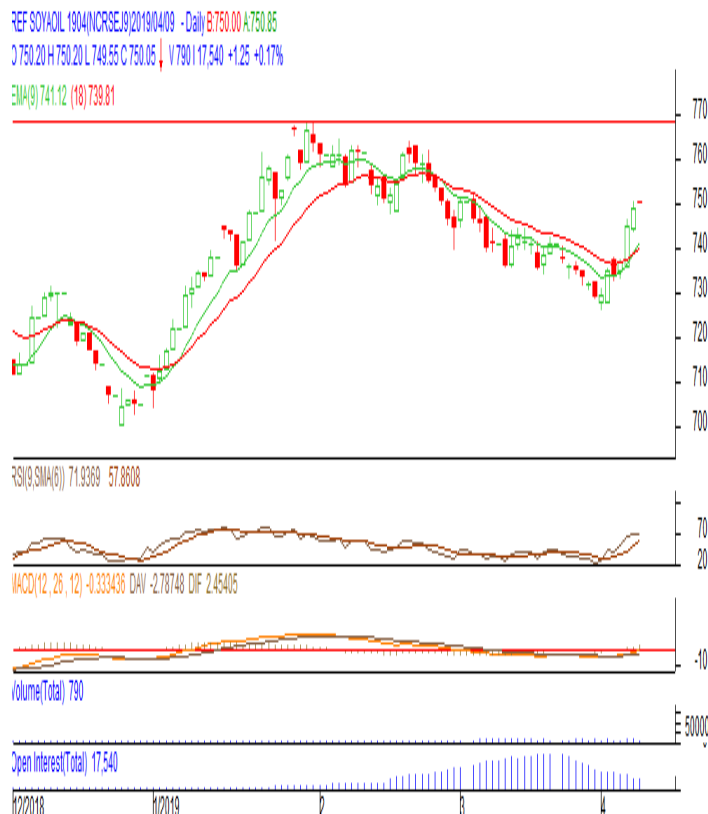 REF SOYAOIL 1904(NCRSEJ9)2019/04/09 - Daily B:750.00 A:750.85
O 750.20 H 750.20 L 749.55 C 750.05 V 790 I 17,540 +1.25 +0.17%
EMA(9) 741.12 (18) 739.81
770
760
750
740
730
720
710
700
RSI(9,SMA(6)) 71.9369 57.8608
70
20
MACD(12 , 26 , 12) -0.333436 DAV -2.78748 DIF 2.45405
-10
Volume(Total) 790
50000
Open Interest(Total) 17,540
12/2018 1/2019 2 3 4